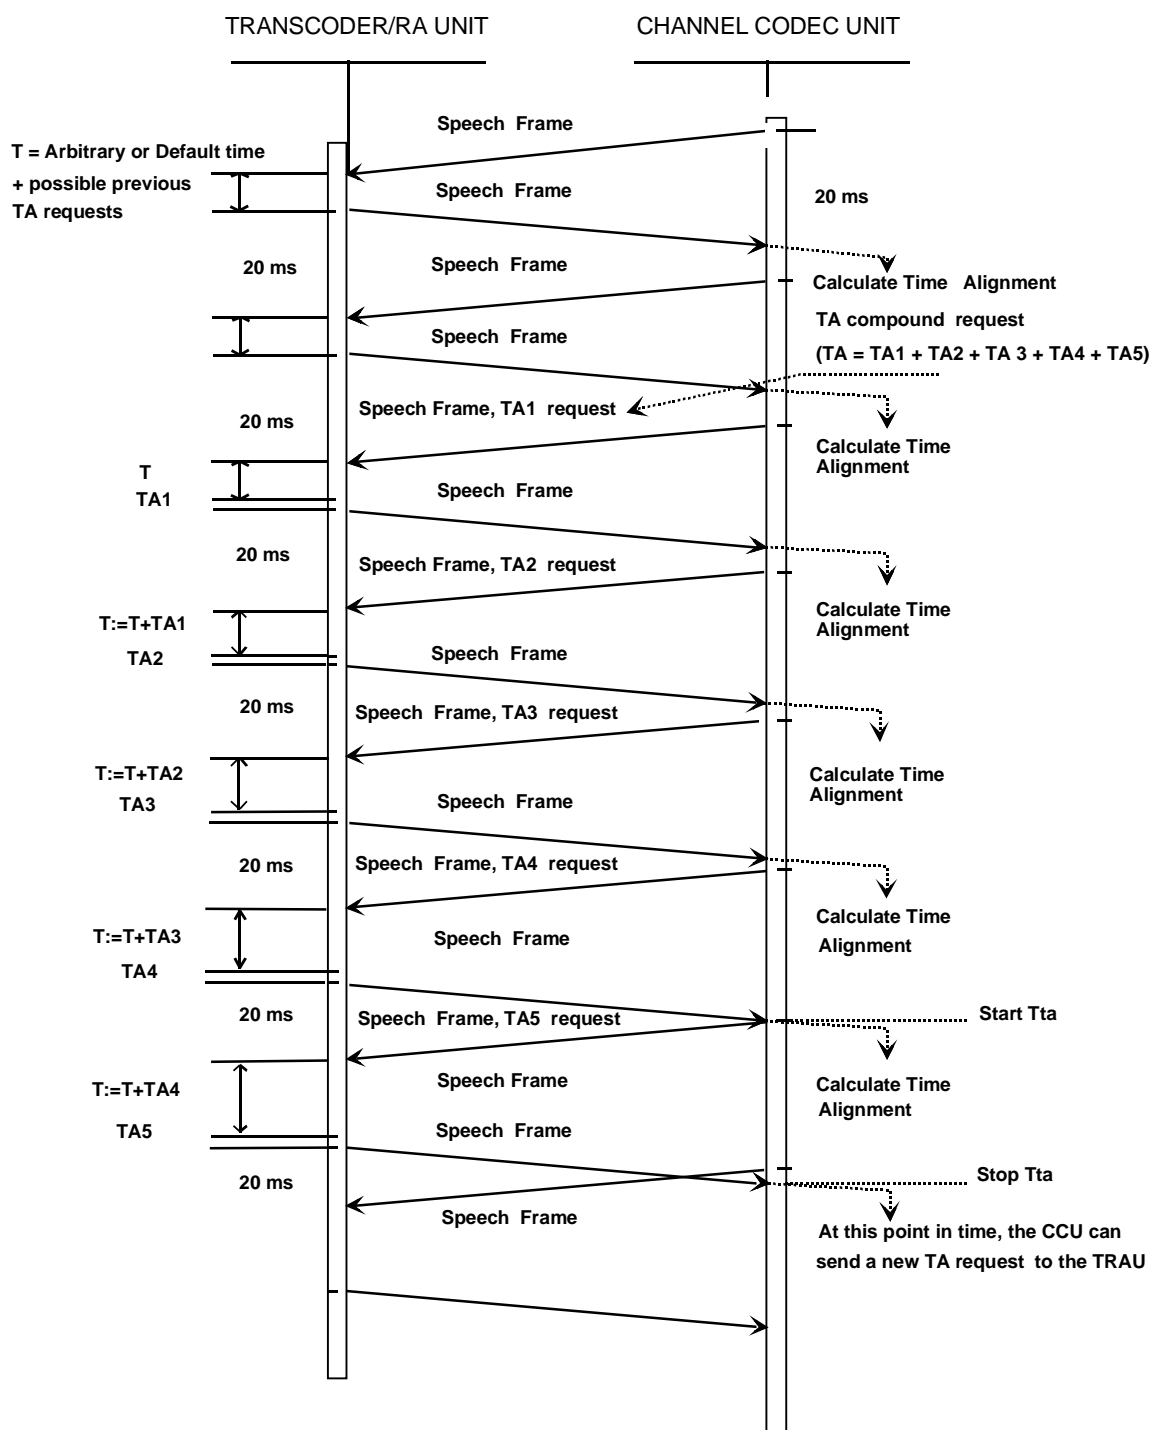 TRANSCODER/RA UNIT
CHANNEL CODEC UNIT
Speech Frame
T = Arbitrary or Default time
+ possible previous
TA requests
Speech Frame
20 ms
20 ms
Speech Frame
Calculate Time Alignment
TA compound request
(TA = TA1 + TA2 + TA 3 + TA4 + TA5)
Speech Frame
Speech Frame, TA1 request
20 ms
Calculate Time
Alignment
T
TA1
Speech Frame
20 ms
Speech Frame, TA2 request
Calculate Time
Alignment
T:=T+TA1
TA2
Speech Frame
20 ms
Speech Frame, TA3 request
T:=T+TA2
TA3
Calculate Time
Alignment
Speech Frame
20 ms
Speech Frame, TA4 request
Calculate Time
Alignment
T:=T+TA3
TA4
Speech Frame
20 ms
Speech Frame, TA5 request
Start Tta
T:=T+TA4
TA5
Speech Frame
Calculate Time
Alignment
Speech Frame
20 ms
Stop Tta
Speech Frame
At this point in time, the CCU can
send a new TA request to the TRAU